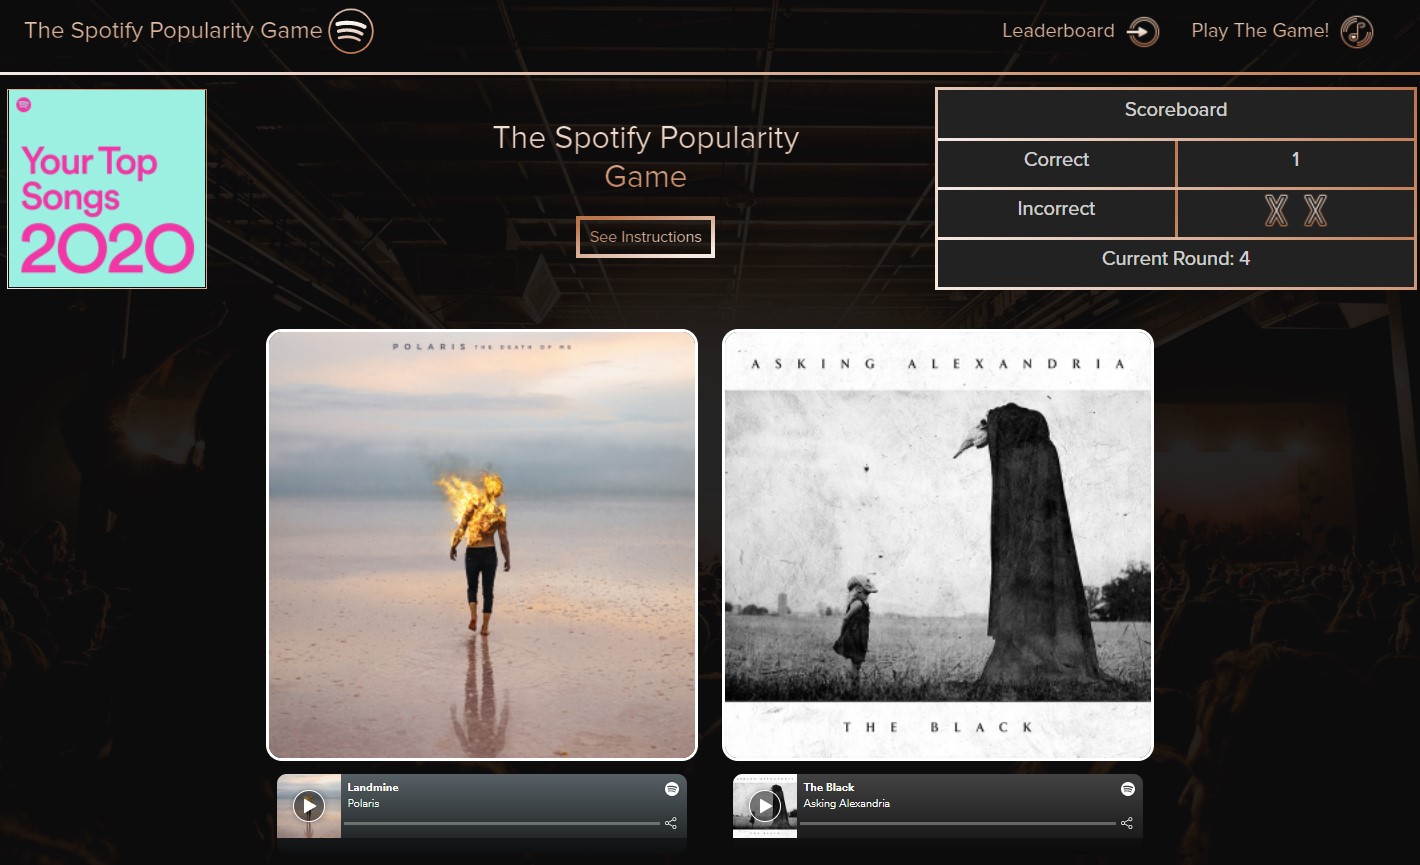 The Spotify Popularity Game
Leaderboard
Play The Game!
Your Top
Songs
2020
The Spotify Popularity
Game
See Instructions
Scoreboard
Correct 1
Incorrect X X
Current Round: 4
POLARIS THE DEATH OF ME
ASKING ALEXANDRIA
THE BLACK
Landmine
Polaris
The Black
Asking Alexandria